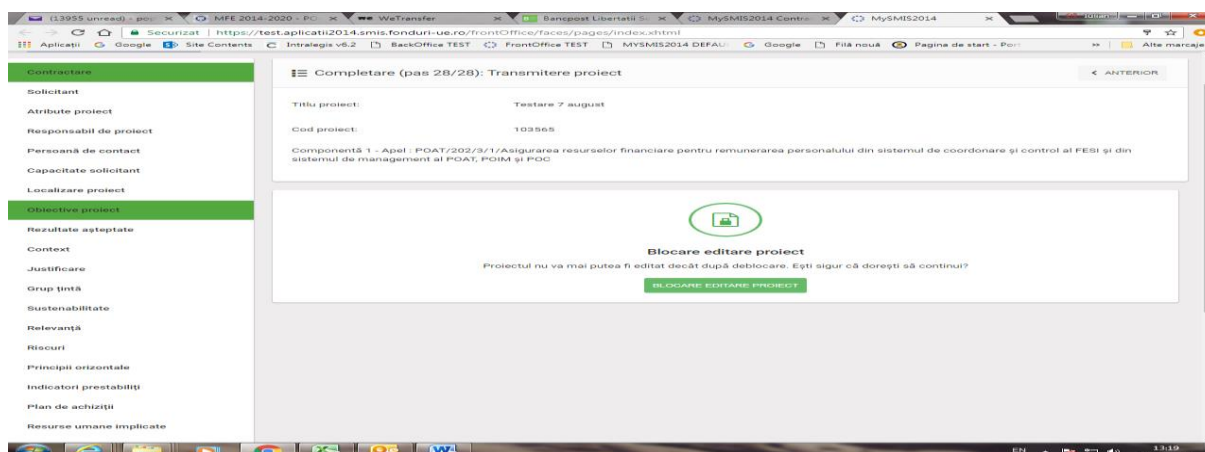 (13955 unread) - po
MFE 2014-2020 - PO
WeTransfer
Bancpost Libertatii S
MySMIS2014 Contra
MySMIS2014
Securizat | https://test.aplicatii2014.smis.fonduri-ue.ro/frontOffice/faces/pages/index.xhtml
Aplicații Google Site Contents Intralegis v6.2 BackOffice TEST FrontOffice TEST MYSMIS2014 DEFAU Google Filă nouă Pagina de start - Por » Alte marcaje
Contractare
Solicitant
Atribute proiect
Responsabil de proiect
Persoană de contact
Capacitate solicitant
Localizare proiect
Obiective proiect
Rezultate așteptate
Context
Justificare
Grup țintă
Sustenabilitate
Relevanță
Riscuri
Principii orizontale
Indicatori prestabiliți
Plan de achiziții
Resurse umane implicate
Completare (pas 28/28): Transmitere proiect
< ANTERIOR
Titlu proiect: Testare 7 august
Cod proiect: 103565
Componentă 1 - Apel : POAT/202/3/1/Asigurarea resurselor financiare pentru remunerarea personalului din sistemul de coordonare și control al FESI și din
sistemul de management al POAT, POIM și POC
Blocare editare proiect
Proiectul nu va mai putea fi editat decât după deblocare. Ești sigur că dorești să continui?
BLOCARE EDITARE PROIECT
EN
13:19